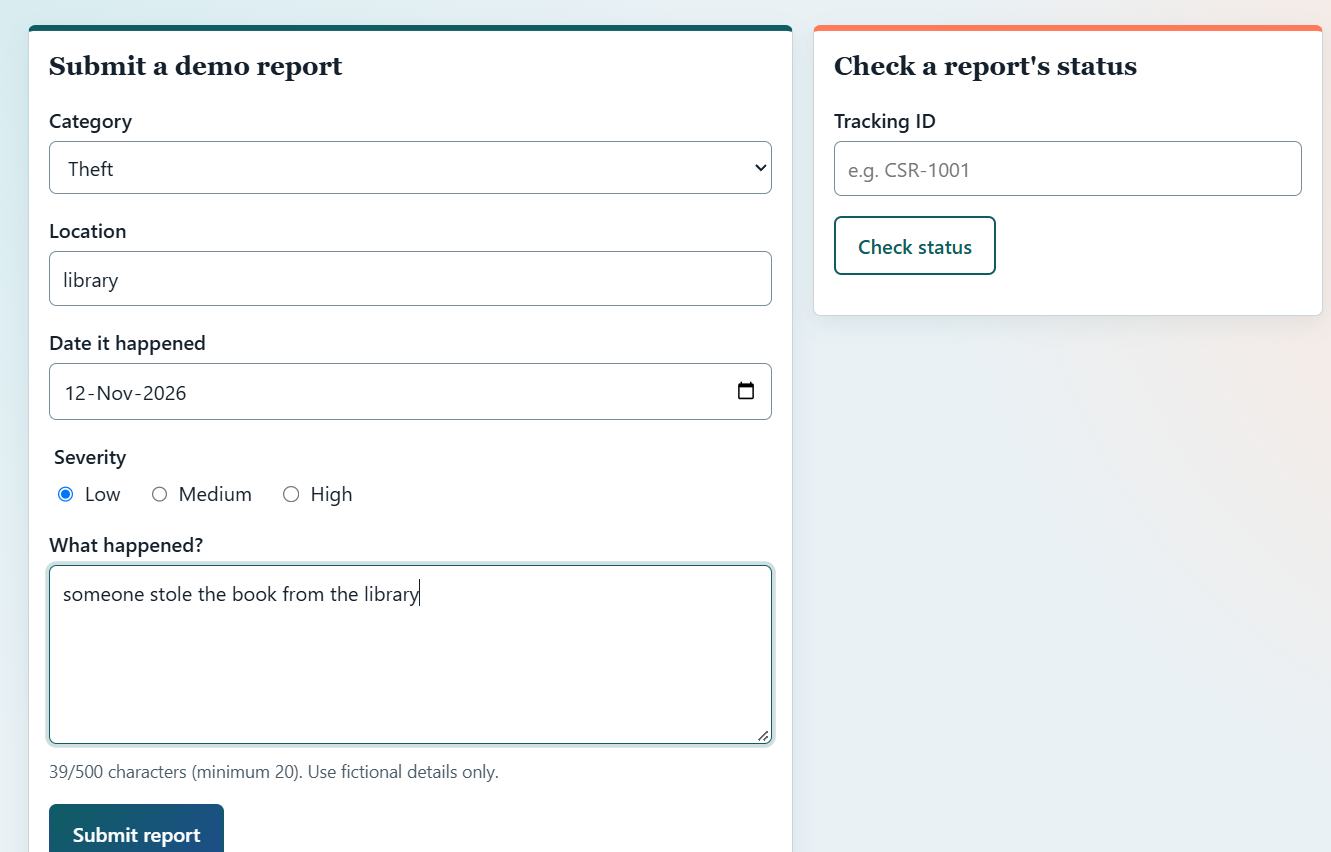 Submit a demo report
Category
Theft
Location
library
Date it happened
12-Nov-2026
Severity
Low Medium High
What happened?
someone stole the book from the library
39/500 characters (minimum 20). Use fictional details only.
Submit report
Check a report's status
Tracking ID
e.g. CSR-1001
Check status